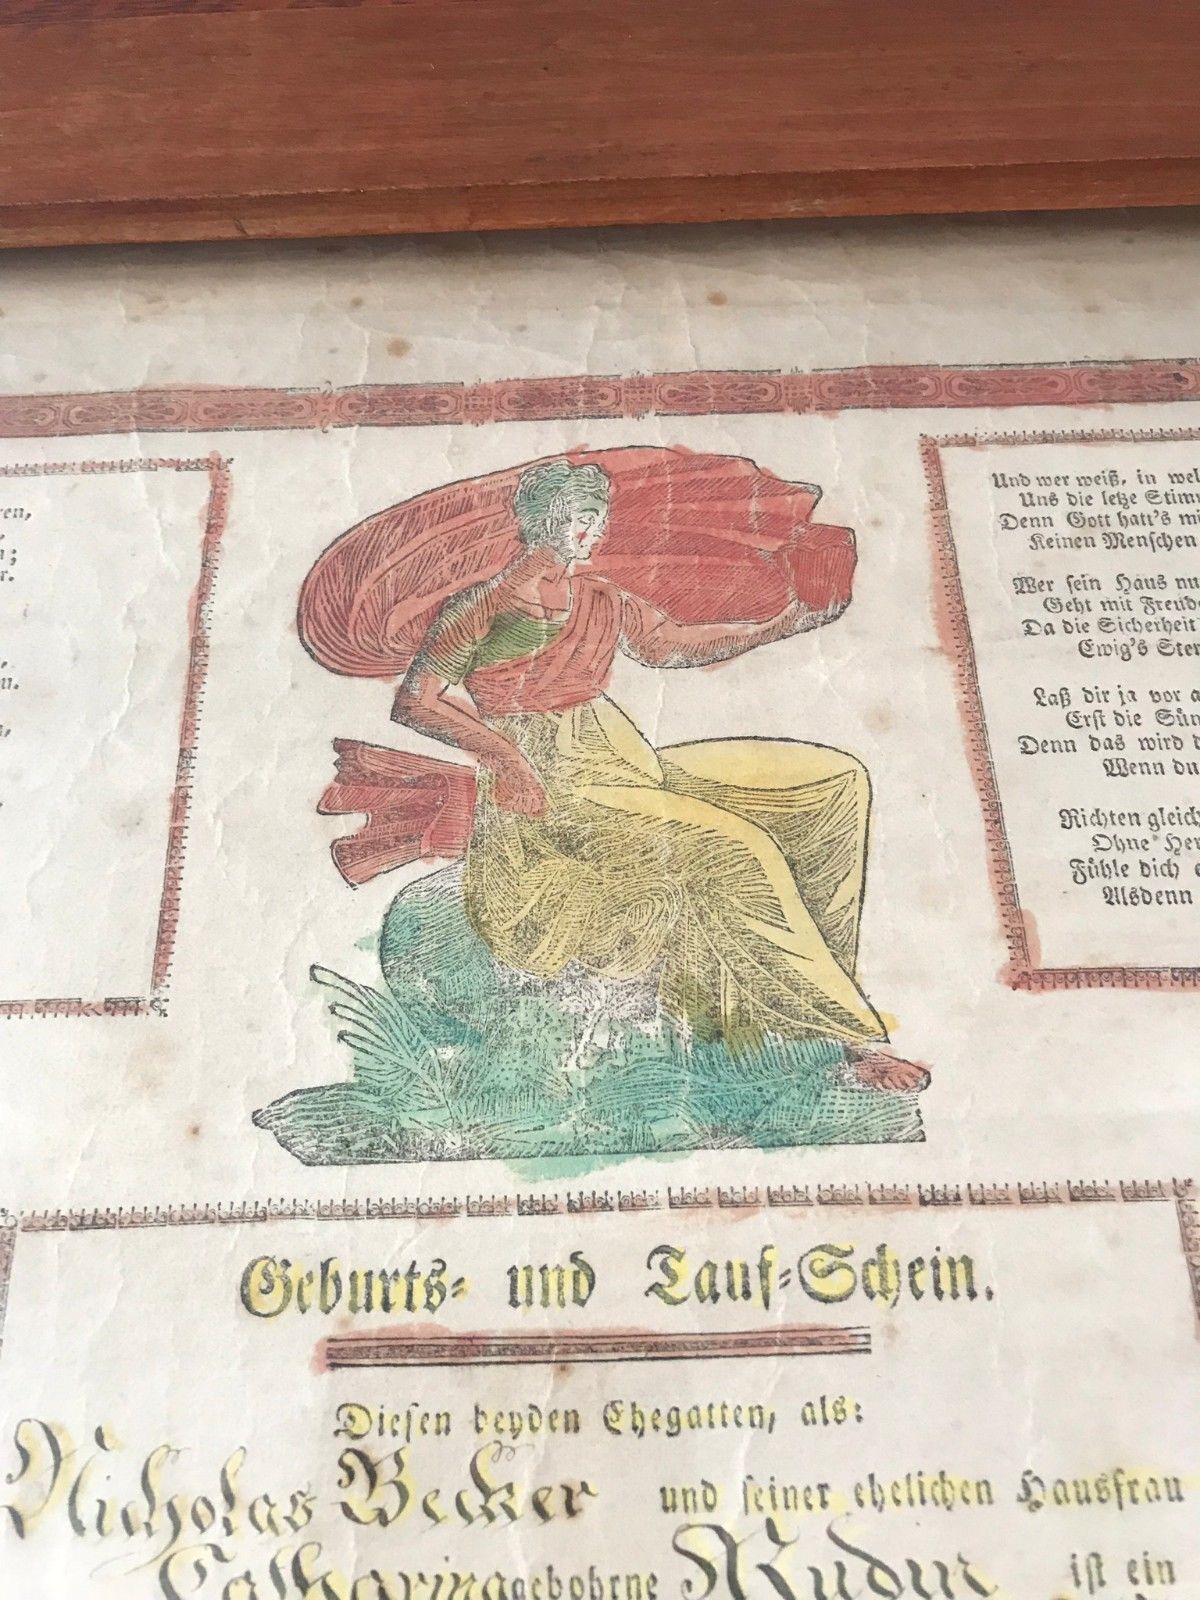 Und wer weiß, in wel
Uns die letze Stim
Denn Gott hatt's mi
Keinen Menschen
Wer sein Haus nu
Geht mit Freud
Da die Sicherheit
Ewig's Ster
Laß dir ja vor a
Erst die Sün
Denn das wird d
Wenn du
Richten gleich
Ohne Her
Fühle dich e
Alsdenn
Geburts- und Tauf-Schein.
Diesen beyden Ehegatten, als:
Nicholas Becker und seiner ehelichen Hausfrau
Catharina gebohrne Rudin ist ein